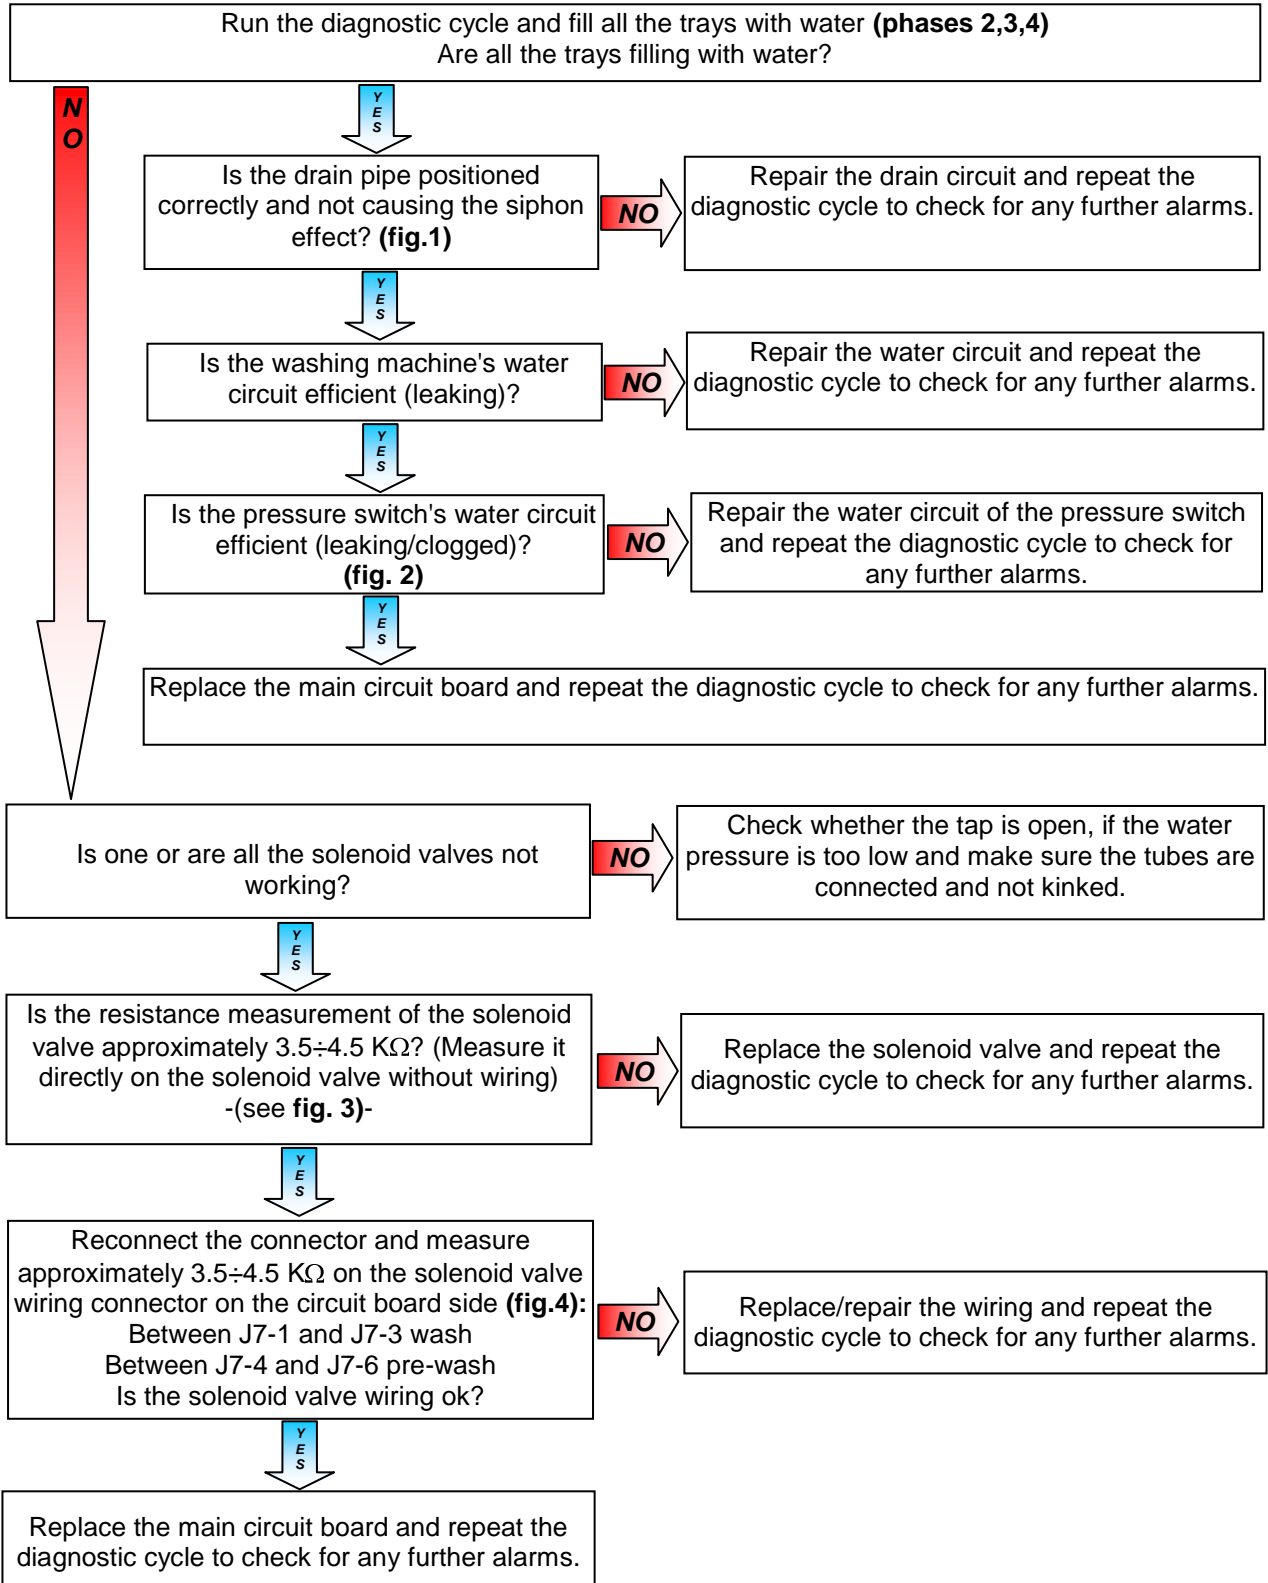 Run the diagnostic cycle and fill all the trays with water (phases 2,3,4)
Are all the trays filling with water?
N
O
Y
E
S
Is the drain pipe positioned
correctly and not causing the siphon
effect? (fig.1)
NO
Repair the drain circuit and repeat the
diagnostic cycle to check for any further alarms.
Y
E
S
Is the washing machine's water
circuit efficient (leaking)?
NO
Repair the water circuit and repeat the
diagnostic cycle to check for any further alarms.
Y
E
S
Is the pressure switch's water circuit
efficient (leaking/clogged)?
(fig. 2)
NO
Repair the water circuit of the pressure switch
and repeat the diagnostic cycle to check for
any further alarms.
Y
E
S
Replace the main circuit board and repeat the diagnostic cycle to check for any further alarms.
Is one or are all the solenoid valves not
working?
NO
Check whether the tap is open, if the water
pressure is too low and make sure the tubes are
connected and not kinked.
Y
E
S
Is the resistance measurement of the solenoid
valve approximately 3.5÷4.5 KΩ? (Measure it
directly on the solenoid valve without wiring)
-(see fig. 3)-
NO
Replace the solenoid valve and repeat the
diagnostic cycle to check for any further alarms.
Y
E
S
Reconnect the connector and measure
approximately 3.5÷4.5 KΩ on the solenoid valve
wiring connector on the circuit board side (fig.4):
Between J7-1 and J7-3 wash
Between J7-4 and J7-6 pre-wash
Is the solenoid valve wiring ok?
NO
Replace/repair the wiring and repeat the
diagnostic cycle to check for any further alarms.
Y
E
S
Replace the main circuit board and repeat the
diagnostic cycle to check for any further alarms.